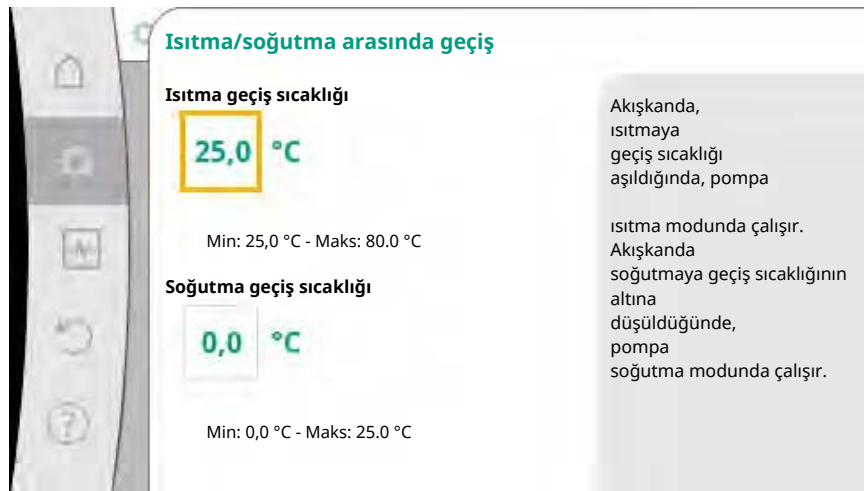 Isıtma/soğutma arasında geçiş
Isıtma geçiş sıcaklığı
25,0 °C
Min: 25,0 °C - Maks: 80.0 °C
Soğutma geçiş sıcaklığı
0,0 °C
Min: 0,0 °C - Maks: 25.0 °C
Akışkanda,
ısıtmaya
geçiş sıcaklığı
aşıldığında, pompa
ısıtma modunda çalışır.
Akışkanda
soğutmaya geçiş sıcaklığının
altına
düşüldüğünde,
pompa
soğutma modunda çalışır.